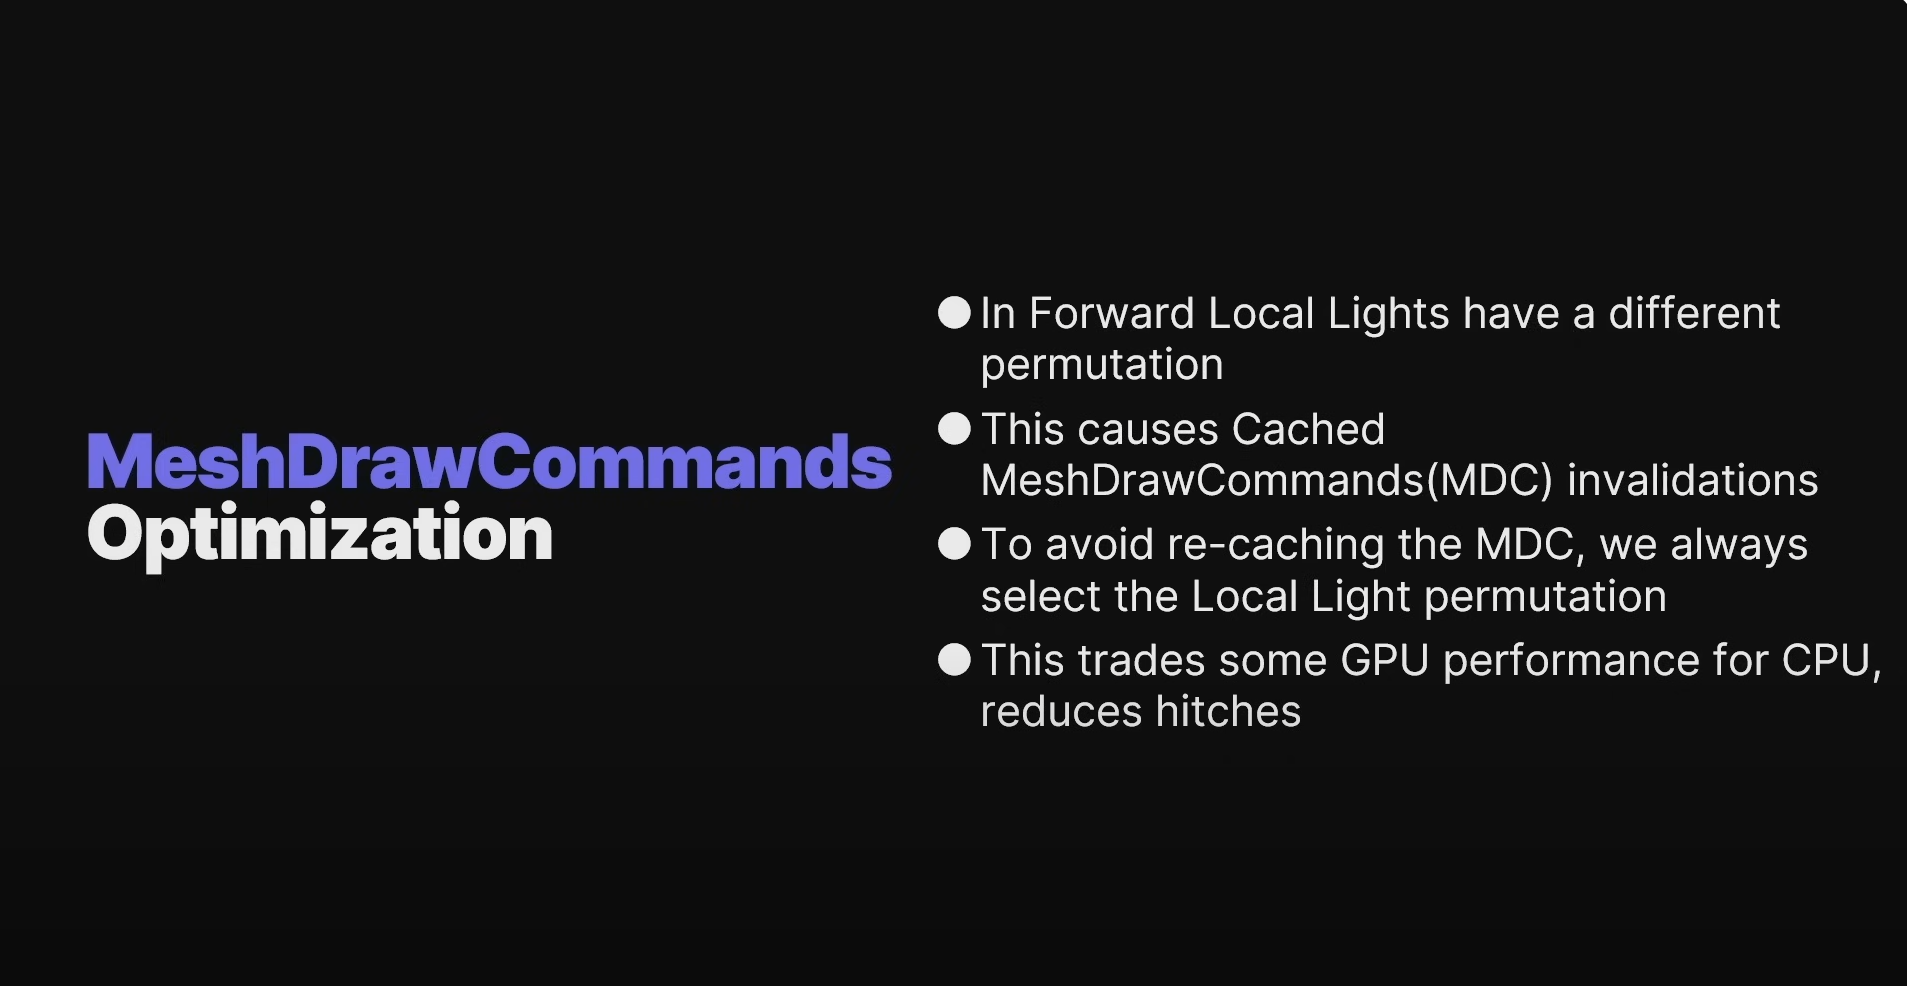 MeshDrawCommands
Optimization
● In Forward Local Lights have a different
permutation
● This causes Cached
MeshDrawCommands(MDC) invalidations
● To avoid re-caching the MDC, we always
select the Local Light permutation
● This trades some GPU performance for CPU,
reduces hitches